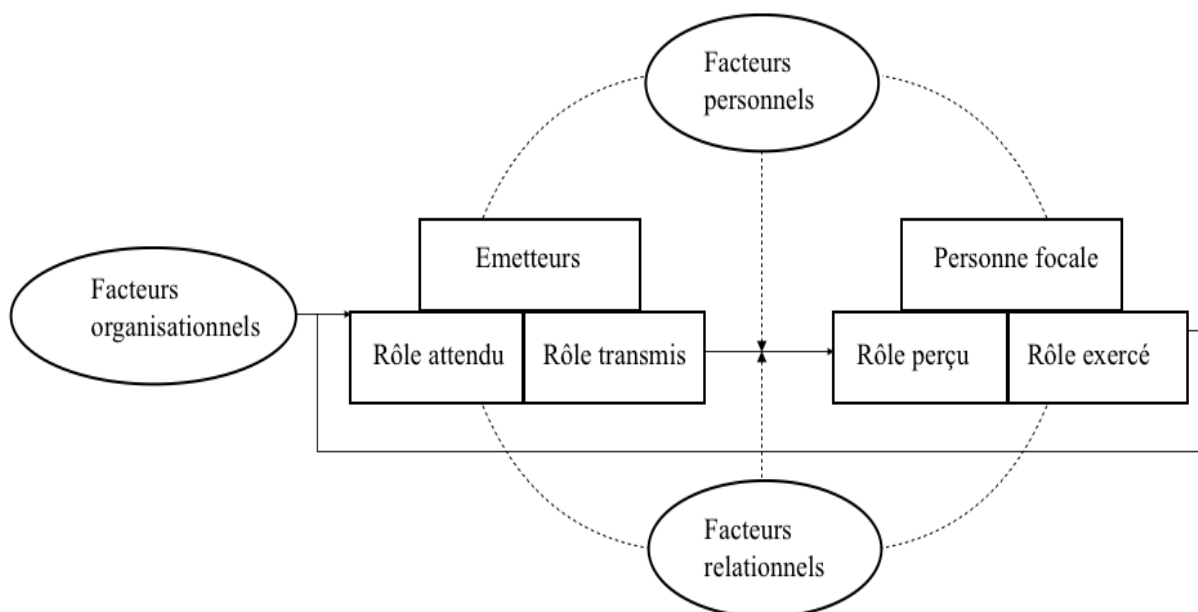 Facteurs
personnels
Emetteurs
Personne focale
Facteurs
organisationnels
Rôle attendu
Rôle transmis
Rôle perçu
Rôle exercé
Facteurs
relationnels